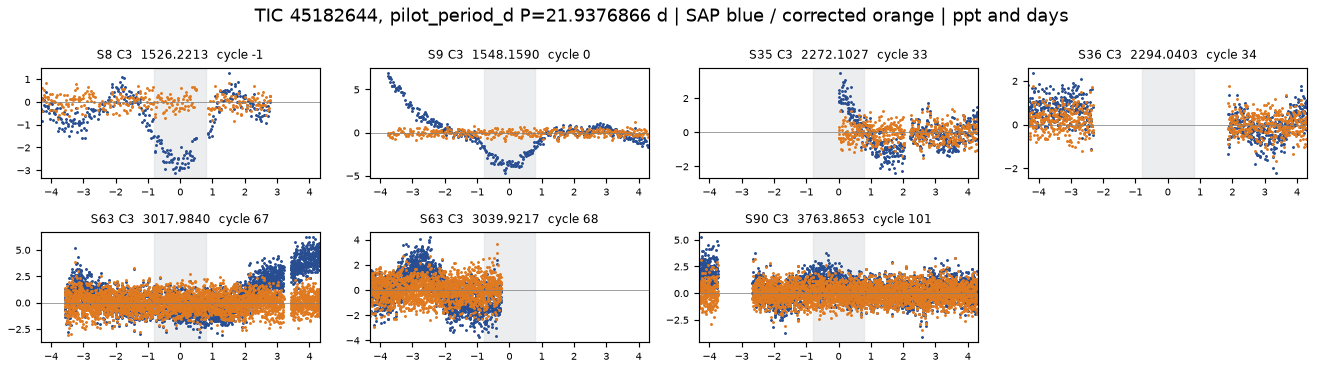 TIC 45182644, pilot_period_d P=21.9376866 d | SAP blue / corrected orange | ppt and days
S8 C3 1526.2213 cycle -1
S9 C3 1548.1590 cycle 0
S35 C3 2272.1027 cycle 33
S36 C3 2294.0403 cycle 34
1
0
−1
−2
−3
5
0
−5
2
0
−2
2
0
−2
−4 −3 −2 −1 0 1 2 3 4
−4 −3 −2 −1 0 1 2 3 4
−4 −3 −2 −1 0 1 2 3 4
−4 −3 −2 −1 0 1 2 3 4
S63 C3 3017.9840 cycle 67
S63 C3 3039.9217 cycle 68
S90 C3 3763.8653 cycle 101
5.0
2.5
0.0
−2.5
4
2
0
−2
−4
5.0
2.5
0.0
−2.5
−4 −3 −2 −1 0 1 2 3 4
−4 −3 −2 −1 0 1 2 3 4
−4 −3 −2 −1 0 1 2 3 4